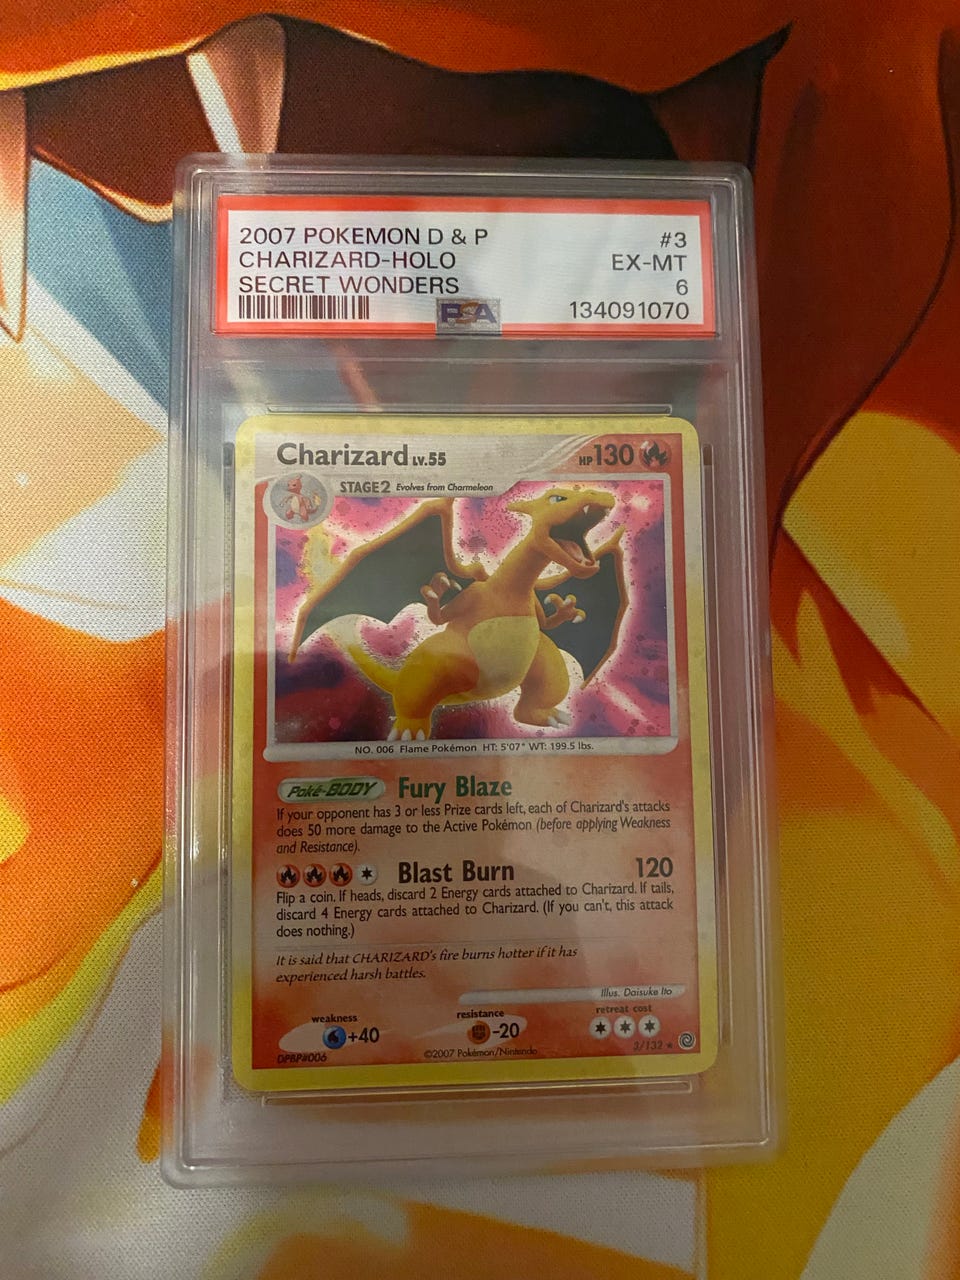 2007 POKEMON D & P #3
CHARIZARD-HOLO EX-MT
SECRET WONDERS 6
PSA 134091070
Charizard LV.55 HP 130
STAGE2 Evolves from Charmeleon
NO. 006 Flame Pokémon HT: 5'07" WT: 199.5 lbs.
Poké-BODY Fury Blaze
If your opponent has 3 or less Prize cards left, each of Charizard's attacks
does 50 more damage to the Active Pokémon (before applying Weakness
and Resistance).
Blast Burn 120
Flip a coin. If heads, discard 2 Energy cards attached to Charizard. If tails,
discard 4 Energy cards attached to Charizard. (If you can't, this attack
does nothing.)
It is said that CHARIZARD's fire burns hotter if it has
experienced harsh battles.
Illus. Daisuke Ito
weakness resistance retreat cost
+40 -20
DPBP#006 ©2007 Pokémon/Nintendo 3/132 ★